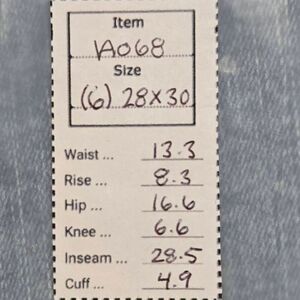 Item
VA068
Size
(6) 28x30
Waist ... 13.3
Rise ... 8.3
Hip ... 16.6
Knee ... 6.6
Inseam ... 28.5
Cuff ... 4.9